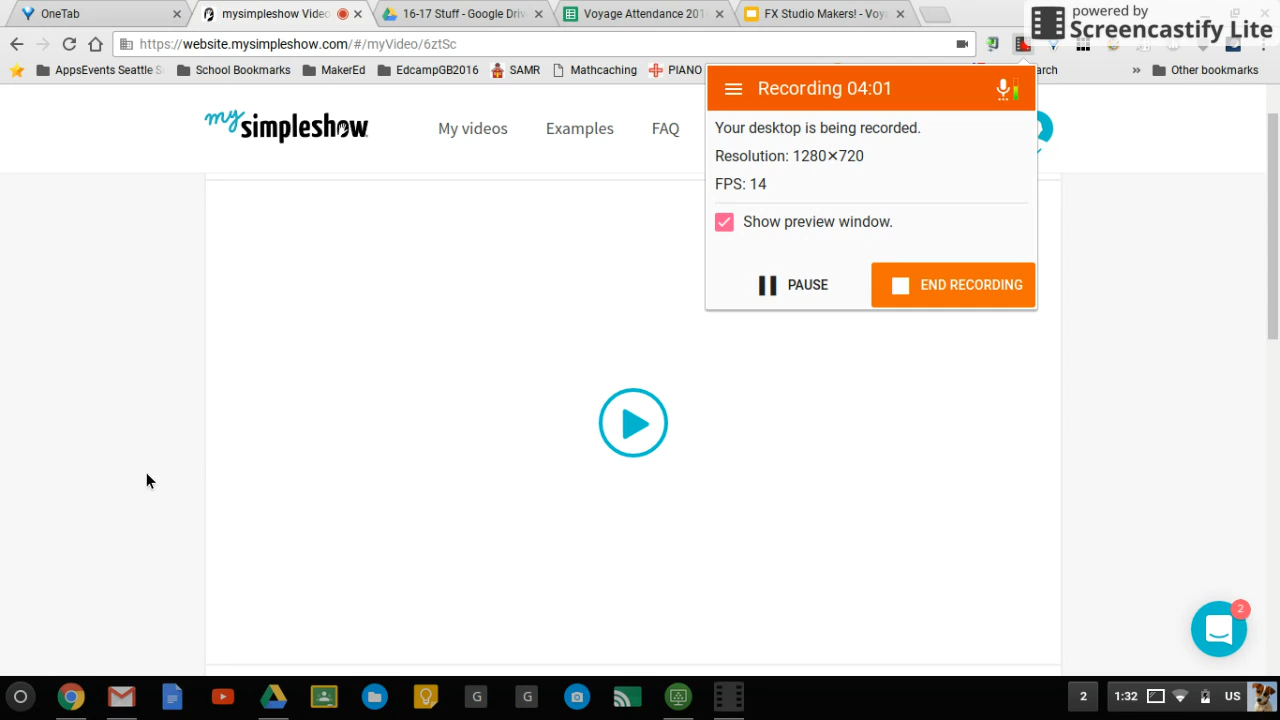 OneTab
mysimpleshow Video
16-17 Stuff - Google Driv
Voyage Attendance 201
FX Studio Makers! - Voy
powered by
Screencastify Lite
https://website.mysimpleshow.com/#/myVideo/6ztSc
AppsEvents Seattle S
School Bookmarks
MakerEd
EdcampGB2016
SAMR
Mathcaching
PIANO
arch
»
Other bookmarks
my simpleshow
My videos
Examples
FAQ
Recording 04:01
Your desktop is being recorded.
Resolution: 1280×720
FPS: 14
Show preview window.
PAUSE
END RECORDING
2
G
G
2
1:32
US